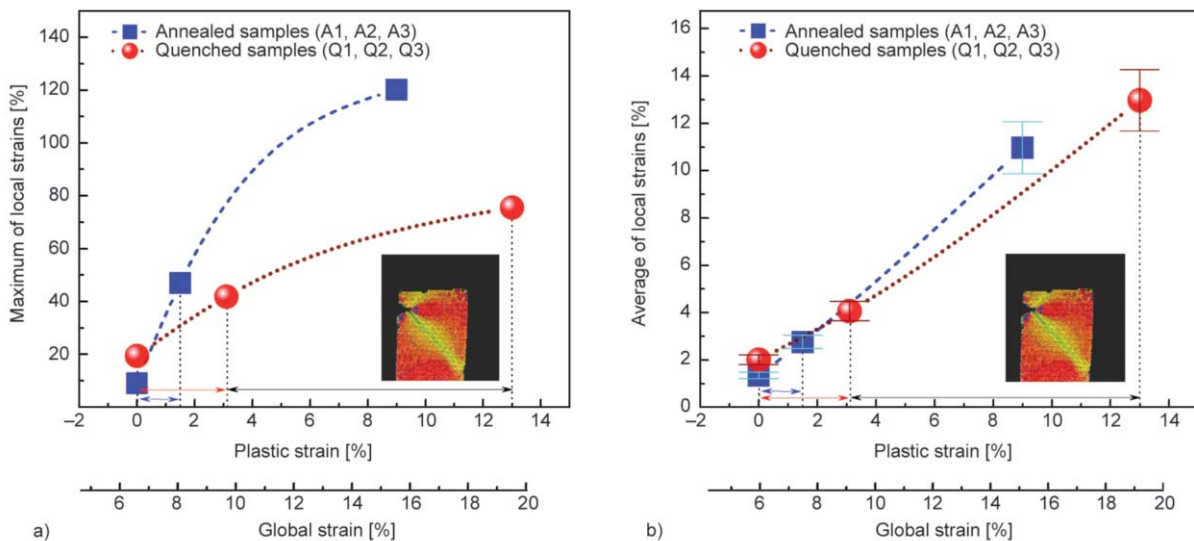 Annealed samples (A1, A2, A3)
Quenched samples (Q1, Q2, Q3)
Maximum of local strains [%]
140
120
100
80
60
40
20
–2 0 2 4 6 8 10 12 14
Plastic strain [%]
6 8 10 12 14 16 18 20
Global strain [%]
a)
Annealed samples (A1, A2, A3)
Quenched samples (Q1, Q2, Q3)
Average of local strains [%]
16
14
12
10
8
6
4
2
0
–2 0 2 4 6 8 10 12 14
Plastic strain [%]
6 8 10 12 14 16 18 20
Global strain [%]
b)